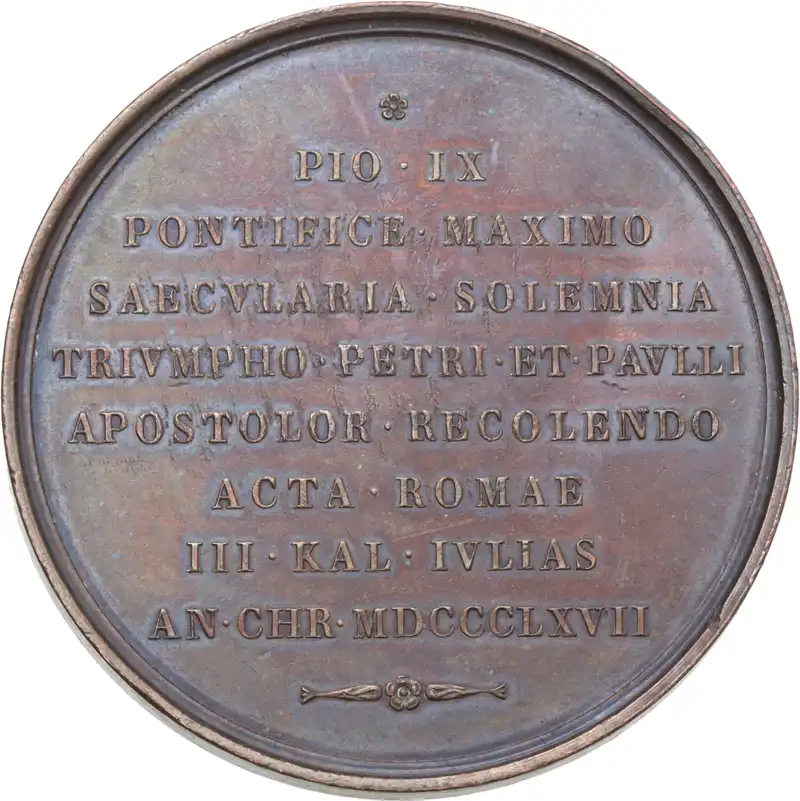 PIO · IX
PONTIFICE · MAXIMO
SAECVLARIA · SOLEMNIA
TRIVMPHO · PETRI · ET · PAVLLI
APOSTOLOR · RECOLENDO
ACTA · ROMAE
III · KAL · IVLIAS
AN · CHR · MDCCCLXVII